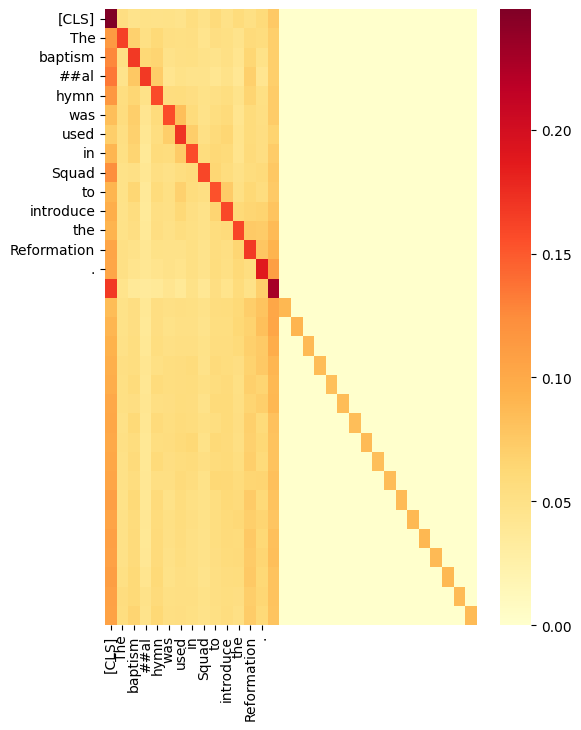 [CLS]
The
baptism
##al
hymn
was
used
in
Squad
to
introduce
the
Reformation
.
0.20
0.15
0.10
0.05
0.00
[CLS]
The
baptism
##al
hymn
was
used
in
Squad
to
introduce
the
Reformation
.